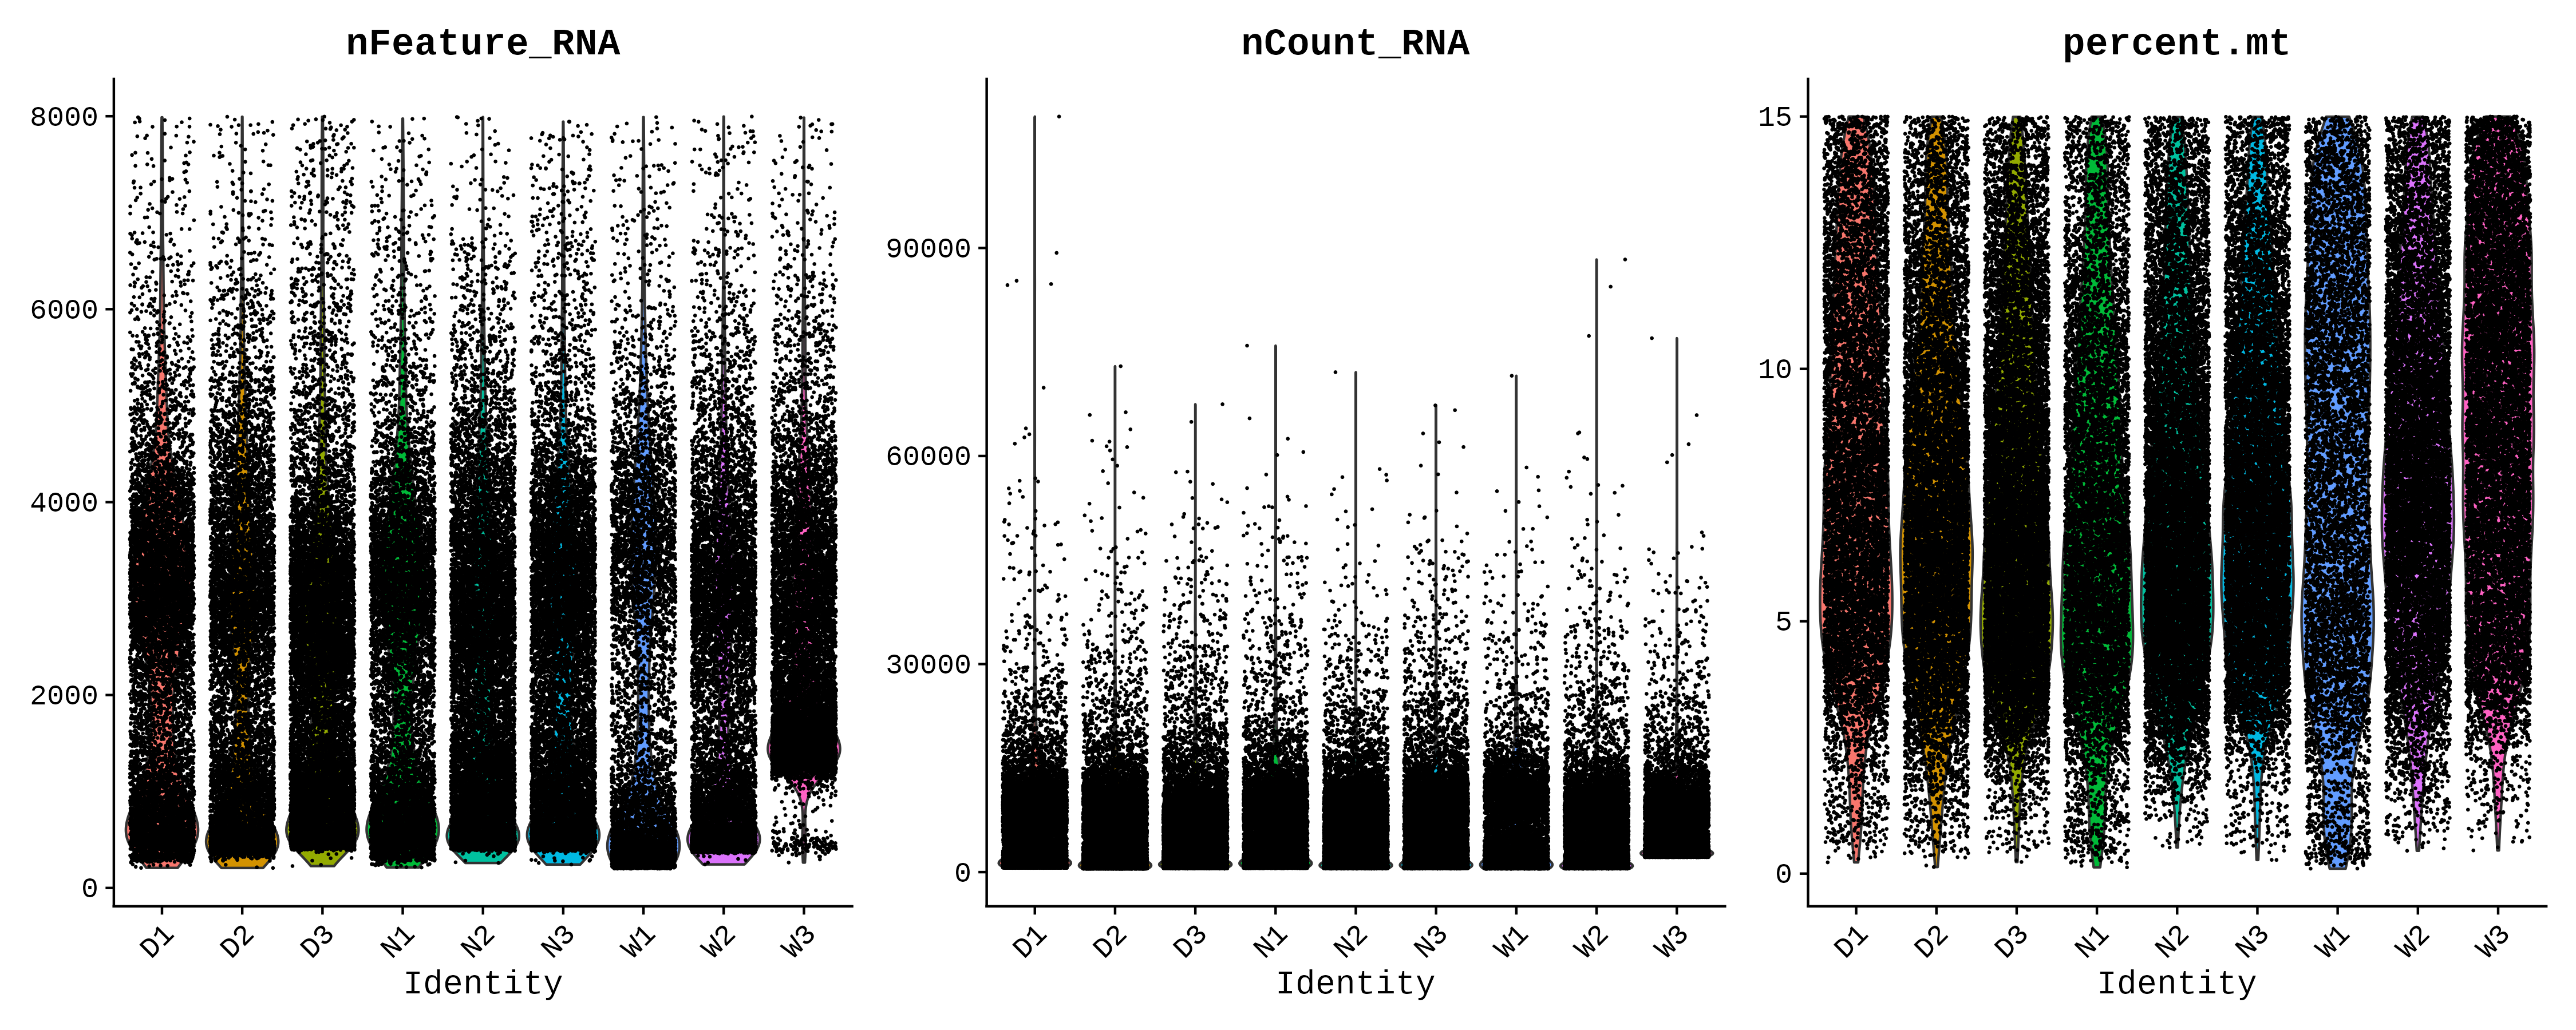 nFeature_RNA
8000
6000
4000
2000
0
D1 D2 D3 N1 N2 N3 W1 W2 W3
Identity
nCount_RNA
90000
60000
30000
0
D1 D2 D3 N1 N2 N3 W1 W2 W3
Identity
percent.mt
15
10
5
0
D1 D2 D3 N1 N2 N3 W1 W2 W3
Identity